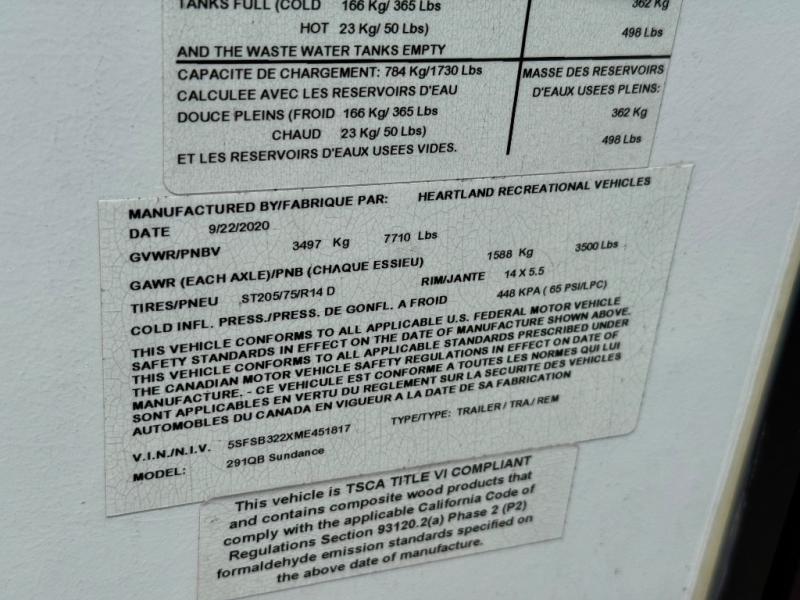 TANKS FULL (COLD 166 Kg/ 365 Lbs 362 Kg
HOT 23 Kg/ 50 Lbs) 498 Lbs
AND THE WASTE WATER TANKS EMPTY
CAPACITE DE CHARGEMENT: 784 Kg/1730 Lbs MASSE DES RESERVOIRS
CALCULEE AVEC LES RESERVOIRS D'EAU D'EAUX USEES PLEINS:
DOUCE PLEINS (FROID 166 Kg/ 365 Lbs 362 Kg
CHAUD 23 Kg/ 50 Lbs) 498 Lbs
ET LES RESERVOIRS D'EAUX USEES VIDES.
MANUFACTURED BY/FABRIQUE PAR: HEARTLAND RECREATIONAL VEHICLES
DATE 9/22/2020
GVWR/PNBV 3497 Kg 7710 Lbs
GAWR (EACH AXLE)/PNB (CHAQUE ESSIEU) 1588 Kg 3500 Lbs
TIRES/PNEU ST205/75/R14 D RIM/JANTE 14 X 5.5
COLD INFL. PRESS./PRESS. DE GONFL. A FROID 448 KPA ( 65 PSI/LPC)
THIS VEHICLE CONFORMS TO ALL APPLICABLE U.S. FEDERAL MOTOR VEHICLE
SAFETY STANDARDS IN EFFECT ON THE DATE OF MANUFACTURE SHOWN ABOVE.
THIS VEHICLE CONFORMS TO ALL APPLICABLE STANDARDS PRESCRIBED UNDER
THE CANADIAN MOTOR VEHICLE SAFETY REGULATIONS IN EFFECT ON DATE OF
MANUFACTURE. - CE VEHICULE EST CONFORME A TOUTES LES NORMES QUI LUI
SONT APPLICABLES EN VERTU DU REGLEMENT SUR LA SECURITE DES VEHICLES
AUTOMOBILES DU CANADA EN VIGUEUR A LA DATE DE SA FABRICATION
V.I.N./N.I.V. 5SFSB322XME451817 TYPE/TYPE: TRAILER / TRA / REM
MODEL: 291QB Sundance
This vehicle is TSCA TITLE VI COMPLIANT
and contains composite wood products that
comply with the applicable California Code of
Regulations Section 93120.2(a) Phase 2 (P2)
formaldehyde emission standards specified on
the above date of manufacture.